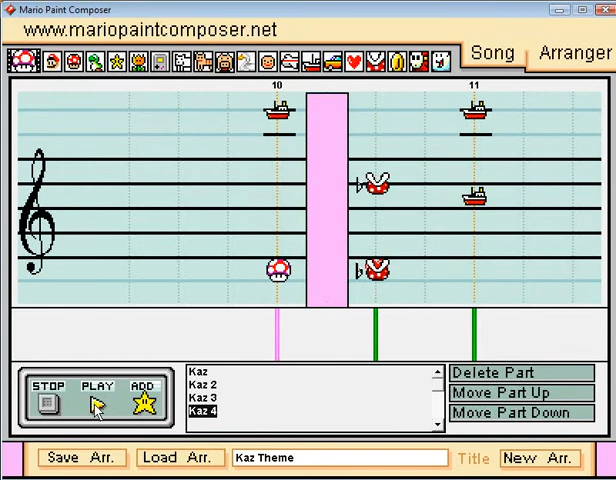 Mario Paint Composer
www.mariopaintcomposer.net
Song
Arranger
10
11
STOP
PLAY
ADD
Kaz
Kaz 2
Kaz 3
Kaz 4
Delete Part
Move Part Up
Move Part Down
Save Arr.
Load Arr.
Kaz Theme
Title
New Arr.